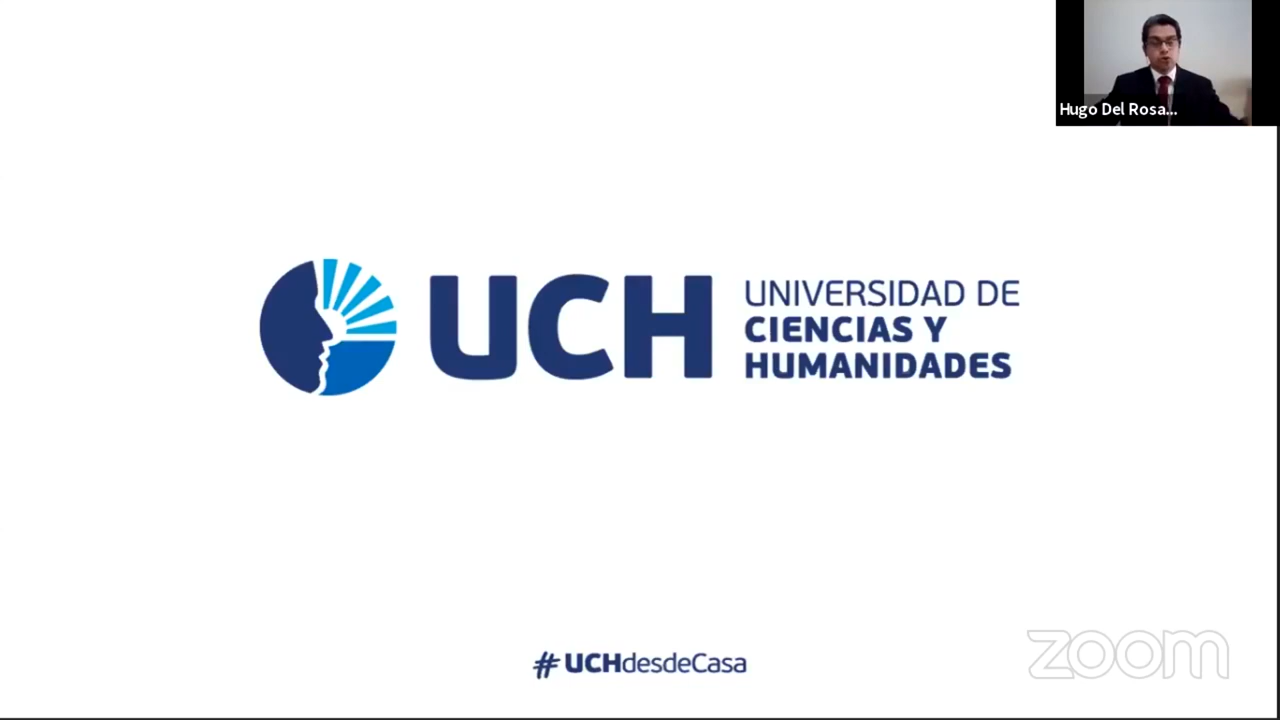 Hugo Del Rosa...
UCH
UNIVERSIDAD DE
CIENCIAS Y
HUMANIDADES
#UCHdesdeCasa
zoom